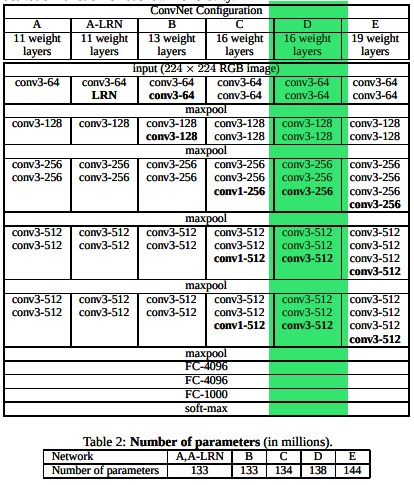 ConvNet Configuration
A A-LRN B C D E
11 weight 11 weight 13 weight 16 weight 16 weight 19 weight
layers layers layers layers layers layers
input (224 × 224 RGB image)
conv3-64 conv3-64 conv3-64 conv3-64 conv3-64 conv3-64
LRN conv3-64 conv3-64 conv3-64 conv3-64
maxpool
conv3-128 conv3-128 conv3-128 conv3-128 conv3-128 conv3-128
conv3-128 conv3-128 conv3-128 conv3-128
maxpool
conv3-256 conv3-256 conv3-256 conv3-256 conv3-256 conv3-256
conv3-256 conv3-256 conv3-256 conv3-256 conv3-256 conv3-256
conv1-256 conv3-256 conv3-256
conv3-256
maxpool
conv3-512 conv3-512 conv3-512 conv3-512 conv3-512 conv3-512
conv3-512 conv3-512 conv3-512 conv3-512 conv3-512 conv3-512
conv1-512 conv3-512 conv3-512
conv3-512
maxpool
conv3-512 conv3-512 conv3-512 conv3-512 conv3-512 conv3-512
conv3-512 conv3-512 conv3-512 conv3-512 conv3-512 conv3-512
conv1-512 conv3-512 conv3-512
conv3-512
maxpool
FC-4096
FC-4096
FC-1000
soft-max
Table 2: Number of parameters (in millions).
Network A,A-LRN B C D E
Number of parameters 133 133 134 138 144